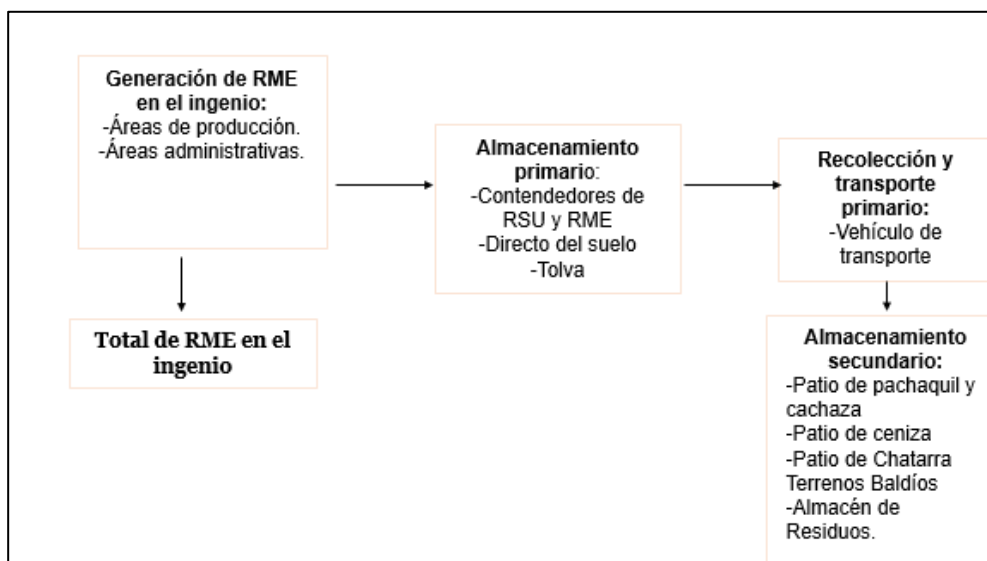 Generación de RME
en el ingenio:
-Áreas de producción.
-Áreas administrativas.
Total de RME en el
ingenio
Almacenamiento
primario:
-Contendedores de
RSU y RME
-Directo del suelo
-Tolva
Recolección y
transporte
primario:
-Vehículo de
transporte
Almacenamiento
secundario:
-Patio de pachaquil y
cachaza
-Patio de ceniza
-Patio de Chatarra
Terrenos Baldíos
-Almacén de
Residuos.